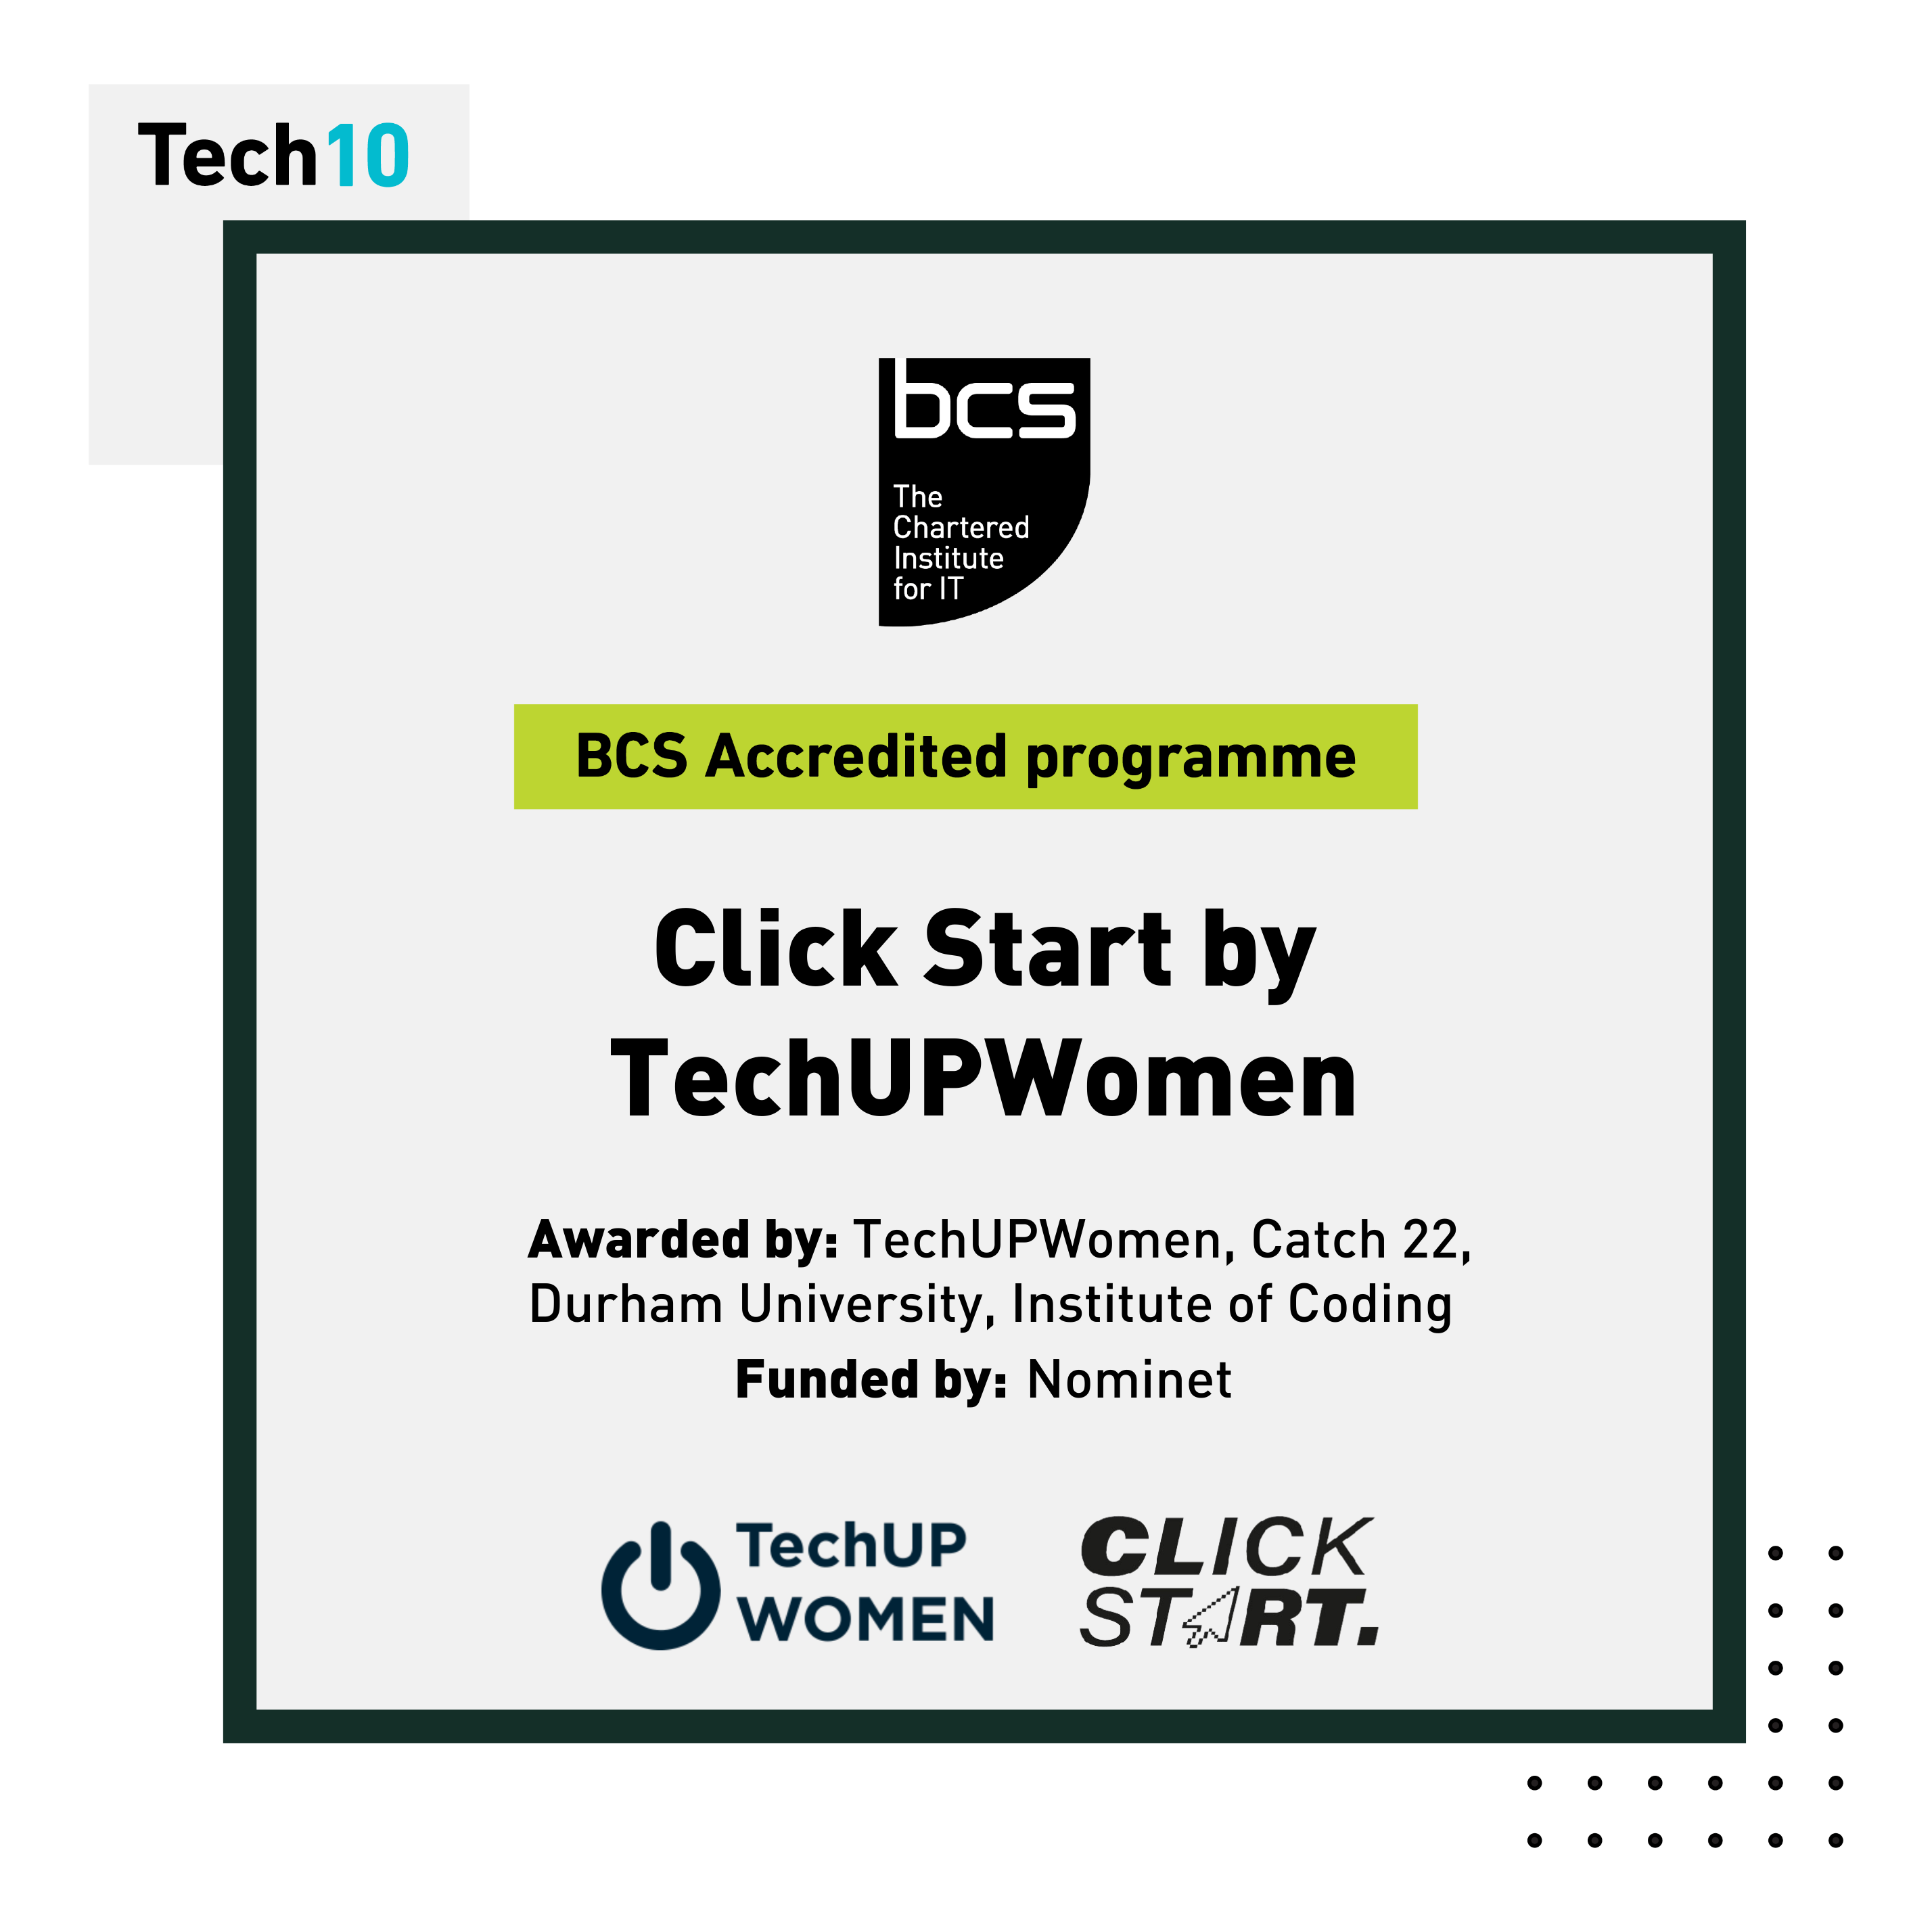 Tech10
bcs
The
Chartered
Institute
for IT
BCS Accredited programme
Click Start by
TechUPWomen
Awarded by: TechUPWomen, Catch 22,
Durham University, Institute of Coding
Funded by: Nominet
TechUP
WOMEN
CLICK
START.